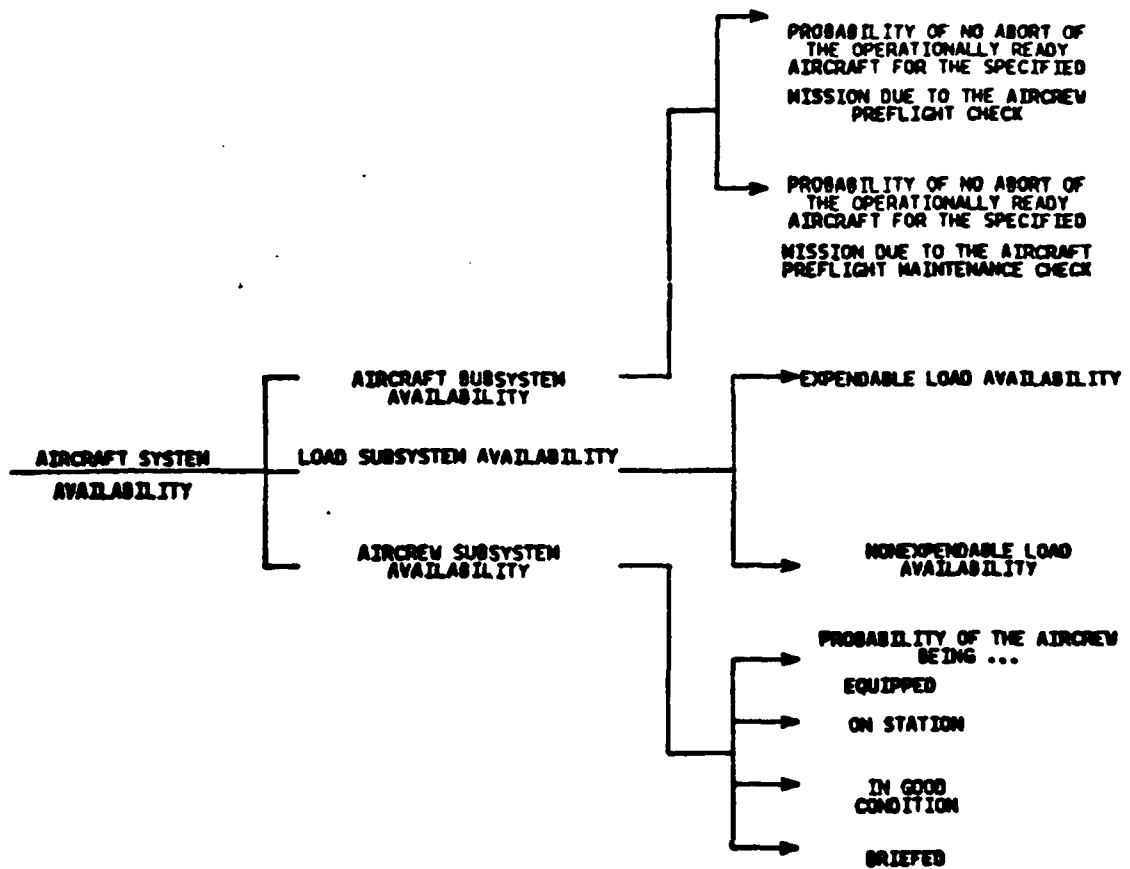 PROBABILITY OF NO ABORT OF
THE OPERATIONALLY READY
AIRCRAFT FOR THE SPECIFIED
MISSION DUE TO THE AIRCREW
PREFLIGHT CHECK
PROBABILITY OF NO ABORT OF
THE OPERATIONALLY READY
AIRCRAFT FOR THE SPECIFIED
MISSION DUE TO THE AIRCRAFT
PREFLIGHT MAINTENANCE CHECK
AIRCRAFT SYSTEM
AVAILABILITY
AIRCRAFT SUBSYSTEM
AVAILABILITY
LOAD SUBSYSTEM AVAILABILITY
AIRCREW SUBSYSTEM
AVAILABILITY
EXPENDABLE LOAD AVAILABILITY
NONEXPENDABLE LOAD
AVAILABILITY
PROBABILITY OF THE AIRCREW
BEING ...
EQUIPPED
ON STATION
IN GOOD
CONDITION
BRIEFED